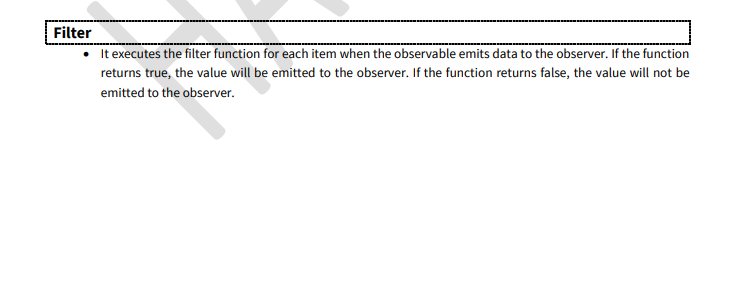 Filter
• It executes the filter function for each item when the observable emits data to the observer. If the function
returns true, the value will be emitted to the observer. If the function returns false, the value will not be
emitted to the observer.